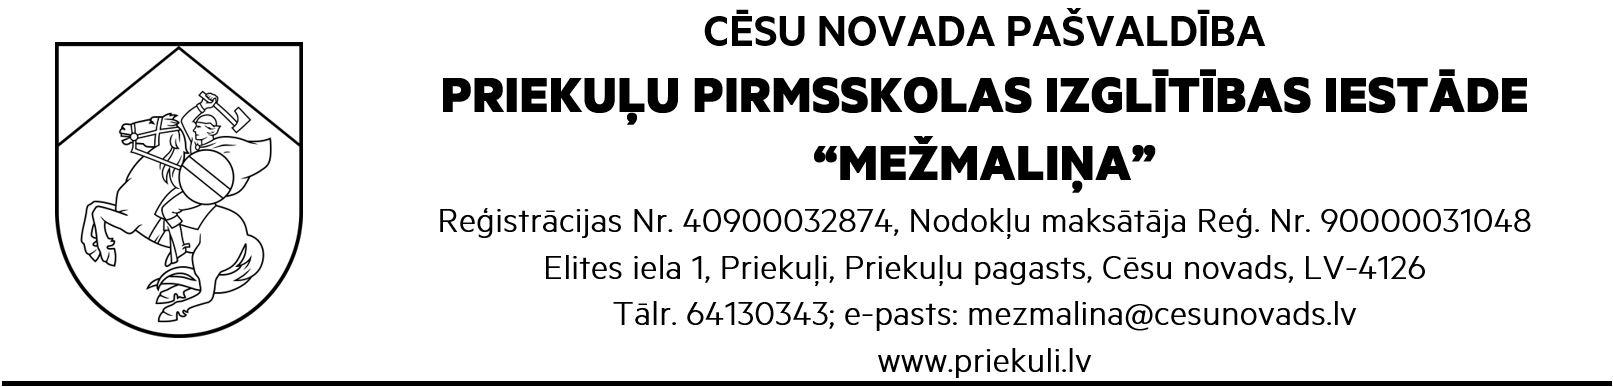 CĒSU NOVADA PAŠVALDĪBA
PRIEKUĻU PIRMSSKOLAS IZGLĪTĪBAS IESTĀDE
“MEŽMALIŅA”
Reģistrācijas Nr. 40900032874, Nodokļu maksātāja Reģ. Nr. 90000031048
Elites iela 1, Priekuļi, Priekuļu pagasts, Cēsu novads, LV-4126
Tālr. 64130343; e-pasts: mezmalina@cesunovads.lv
www.priekuli.lv